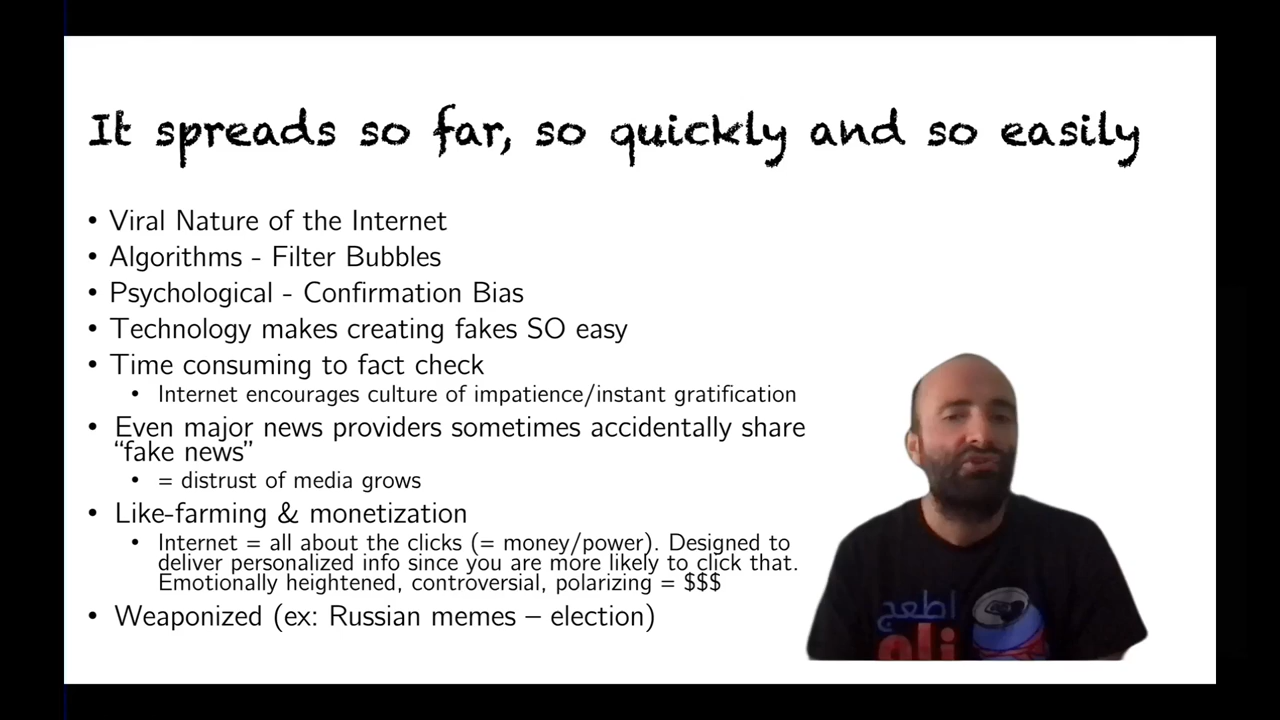 It spreads so far, so quickly and so easily
• Viral Nature of the Internet
• Algorithms - Filter Bubbles
• Psychological - Confirmation Bias
• Technology makes creating fakes SO easy
• Time consuming to fact check
• Internet encourages culture of impatience/instant gratification
• Even major news providers sometimes accidentally share
“fake news”
• = distrust of media grows
• Like-farming & monetization
• Internet = all about the clicks (= money/power). Designed to
deliver personalized info since you are more likely to click that.
Emotionally heightened, controversial, polarizing = $$$
• Weaponized (ex: Russian memes – election)